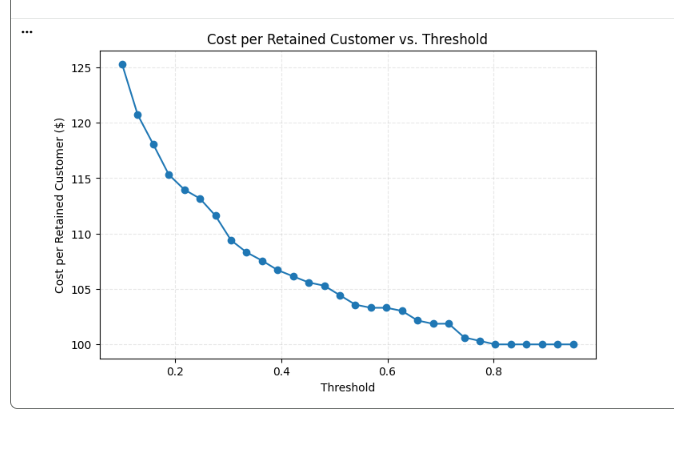 ...
Cost per Retained Customer vs. Threshold
Cost per Retained Customer ($)
125
120
115
110
105
100
0.2 0.4 0.6 0.8
Threshold